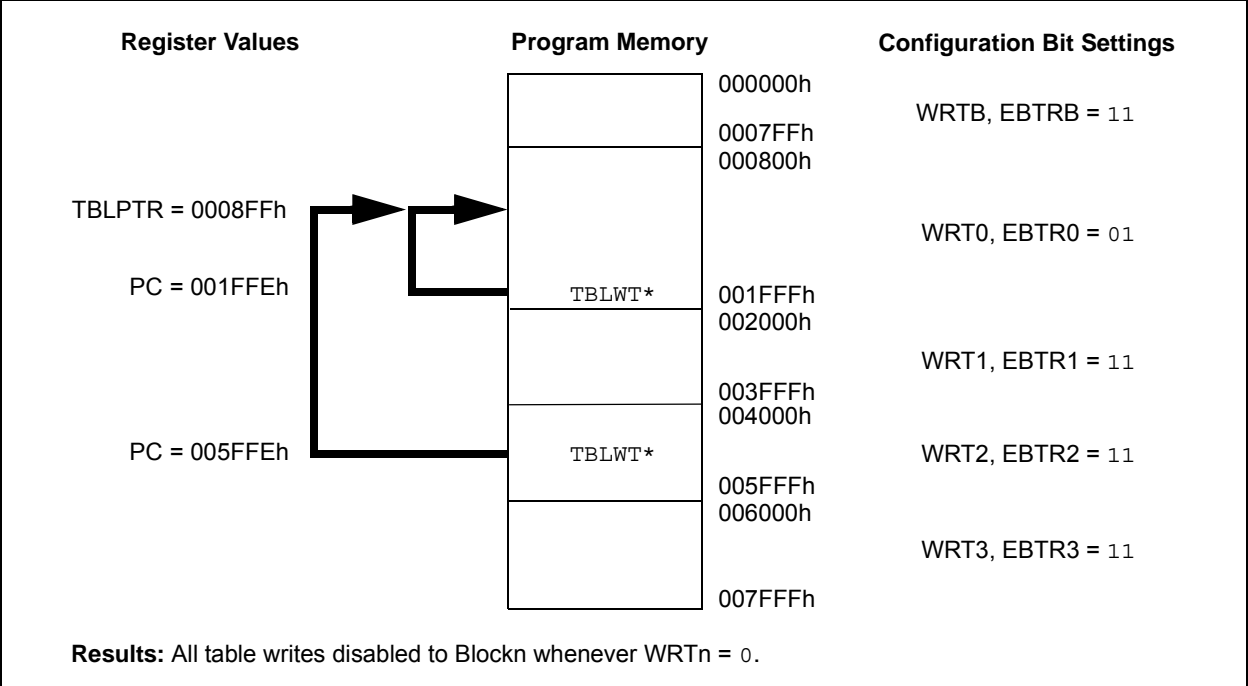 Register Values Program Memory Configuration Bit Settings
000000h
WRTB, EBTRB = 11
0007FFh
000800h
TBLPTR = 0008FFh
WRT0, EBTR0 = 01
PC = 001FFEh TBLWT* 001FFFh
002000h
WRT1, EBTR1 = 11
003FFFh
004000h
PC = 005FFEh TBLWT* WRT2, EBTR2 = 11
005FFFh
006000h
WRT3, EBTR3 = 11
007FFFh
Results: All table writes disabled to Blockn whenever WRTn = 0.